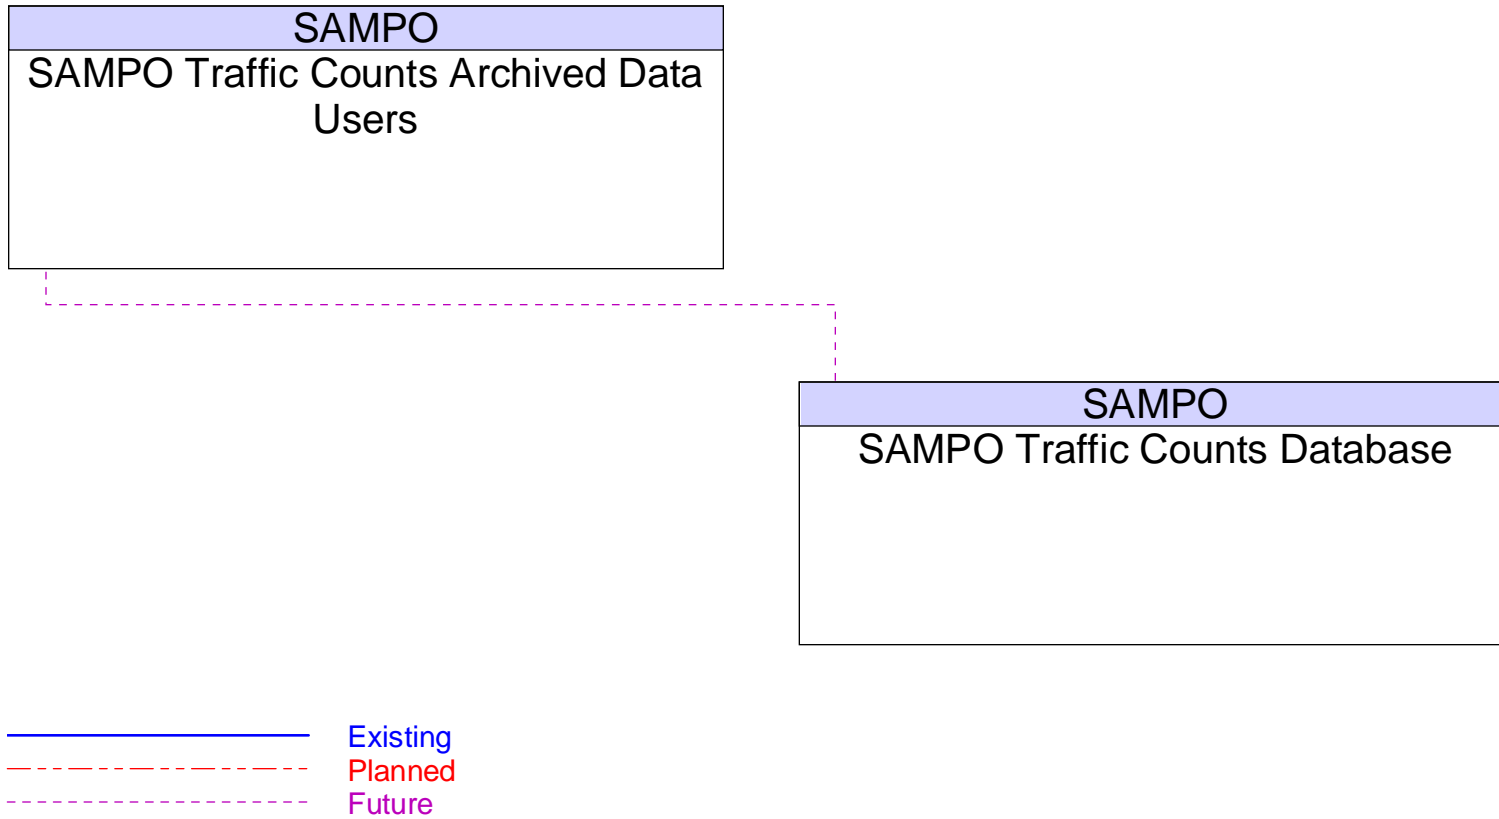 SAMPO
SAMPO Traffic Counts Archived Data
Users
SAMPO
SAMPO Traffic Counts Database
Existing
Planned
Future